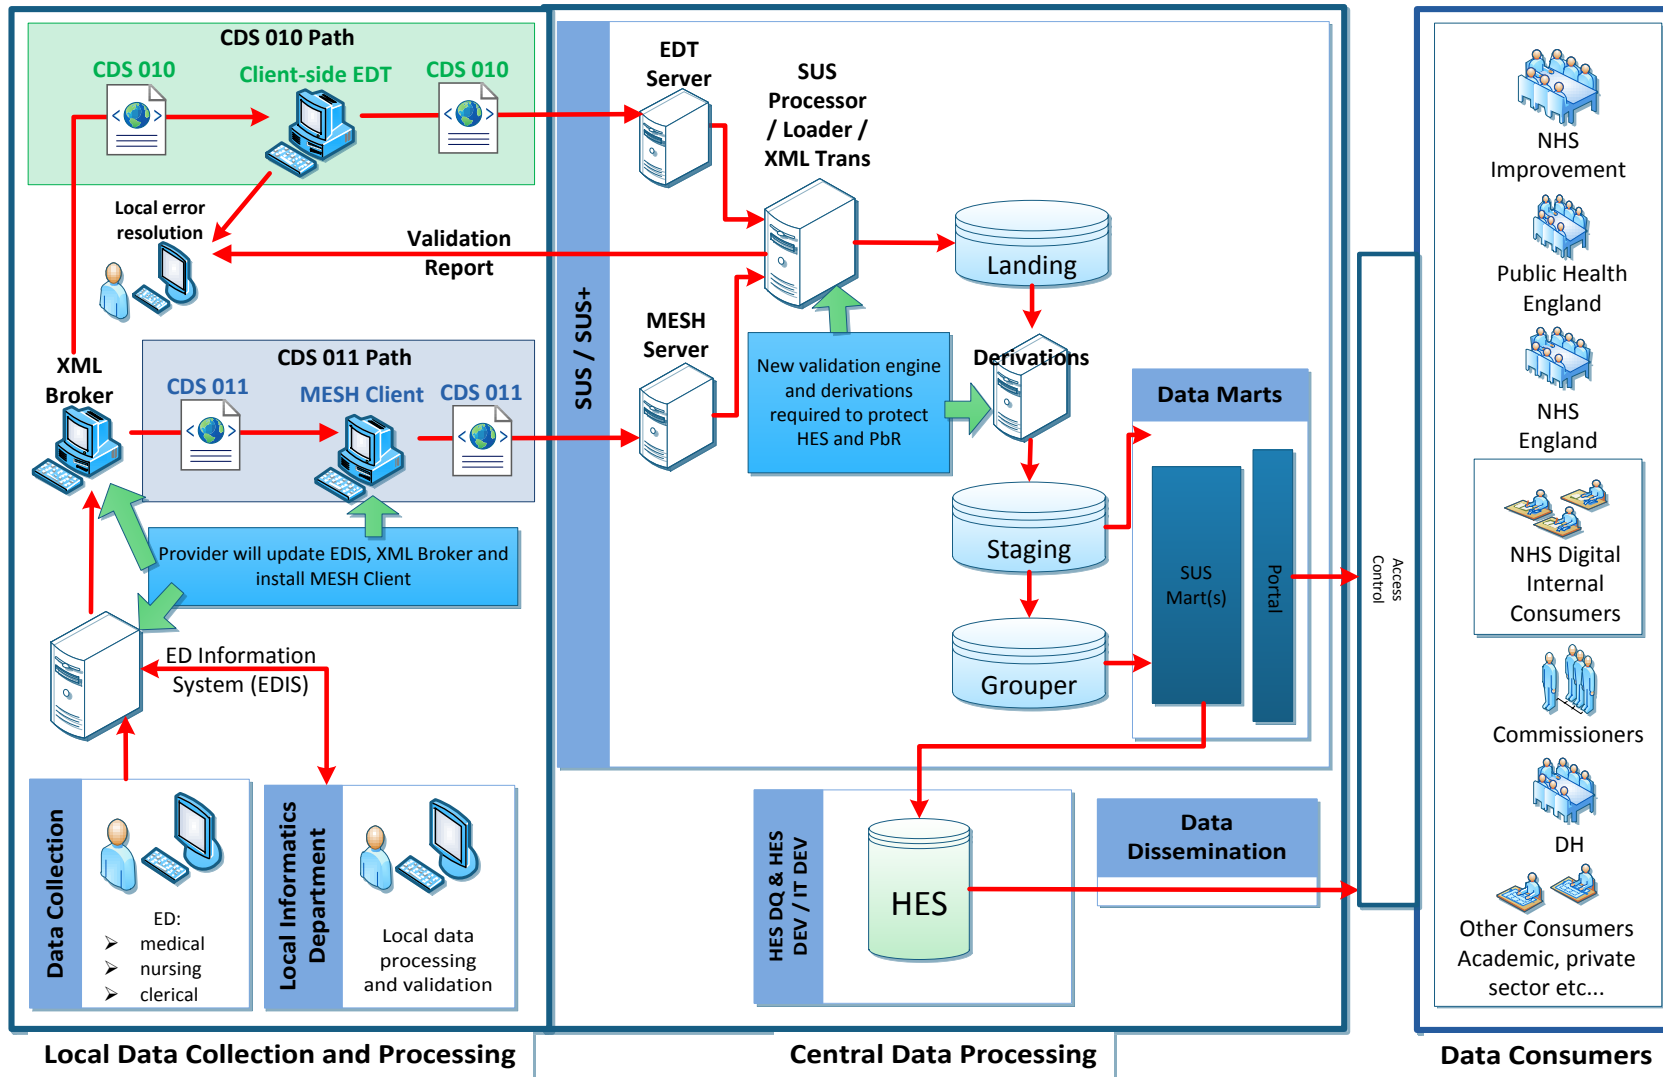 CDS 010 Path
CDS 010
Client-side EDT
CDS 010
Local error
resolution
Validation
Report
XML
Broker
CDS 011 Path
CDS 011
MESH Client
CDS 011
Provider will update EDIS, XML Broker and
install MESH Client
ED Information
System (EDIS)
Data Collection
ED:
medical
nursing
clerical
Local Informatics
Department
Local data
processing
and validation
Local Data Collection and Processing
SUS / SUS+
EDT
Server
SUS
Processor
/ Loader /
XML Trans
MESH
Server
New validation engine
and derivations
required to protect
HES and PbR
Landing
Derivations
Staging
Grouper
Data Marts
SUS
Mart(s)
Portal
HES DQ & HES
DEV / IT DEV
HES
Data
Dissemination
Central Data Processing
Access
Control
NHS
Improvement
Public Health
England
NHS
England
NHS Digital
Internal
Consumers
Commissioners
DH
Other Consumers
Academic, private
sector etc...
Data Consumers